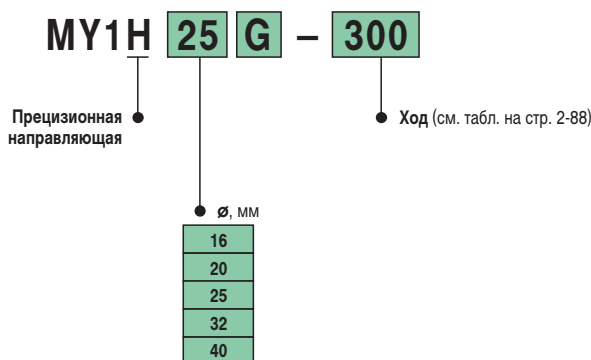 MY1H 25 G – 300
Прецизионная
направляющая
Ход (см. табл. на стр. 2-88)
ø, мм
16
20
25
32
40